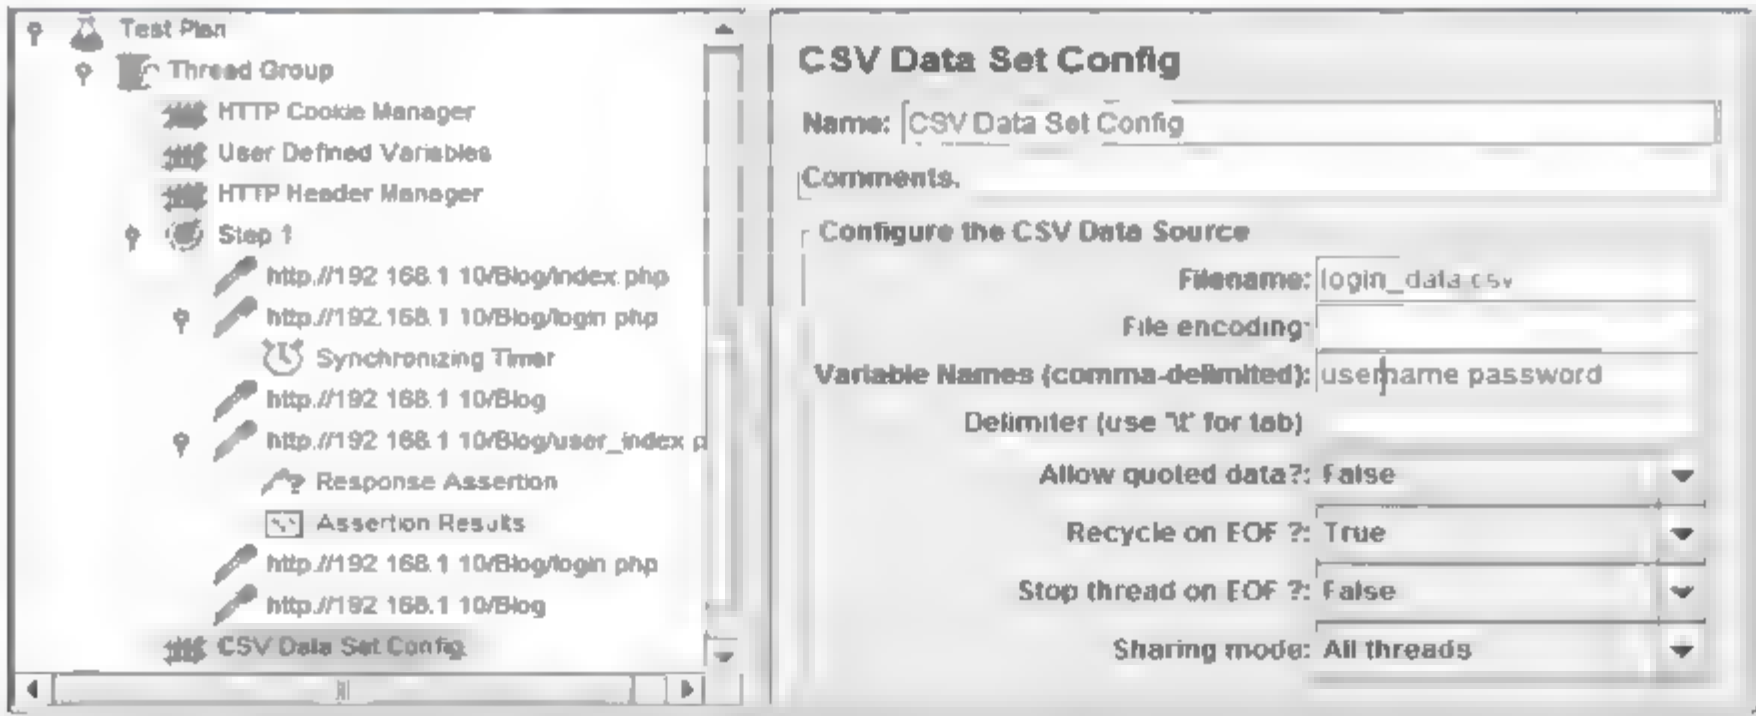 Test Plan
Thread Group
HTTP Cookie Manager
User Defined Variables
HTTP Header Manager
Step 1
http://192 168.1 10/Blog/index.php
http://192.168.1 10/Blog/login php
Synchronizing Timer
http://192 168.1 10/Blog
http://192 168.1 10/Blog/user_index p
Response Assertion
Assertion Results
http://192 168.1 10/Blog/login php
http://192 168.1 10/Blog
CSV Data Set Config
CSV Data Set Config
Name: CSV Data Set Config
Comments.
Configure the CSV Data Source
Filename: login_data csv
File encoding:
Variable Names (comma-delimited): username password
Delimiter (use '\t' for tab)
Allow quoted data?: False
Recycle on EOF ?: True
Stop thread on EOF ?: False
Sharing mode: All threads